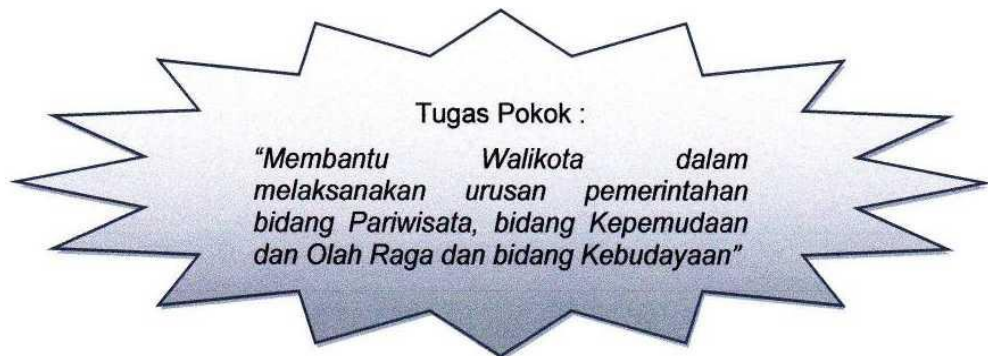 Tugas Pokok :
“Membantu Walikota dalam
melaksanakan urusan pemerintahan
bidang Pariwisata, bidang Kepemudaan
dan Olah Raga dan bidang Kebudayaan”